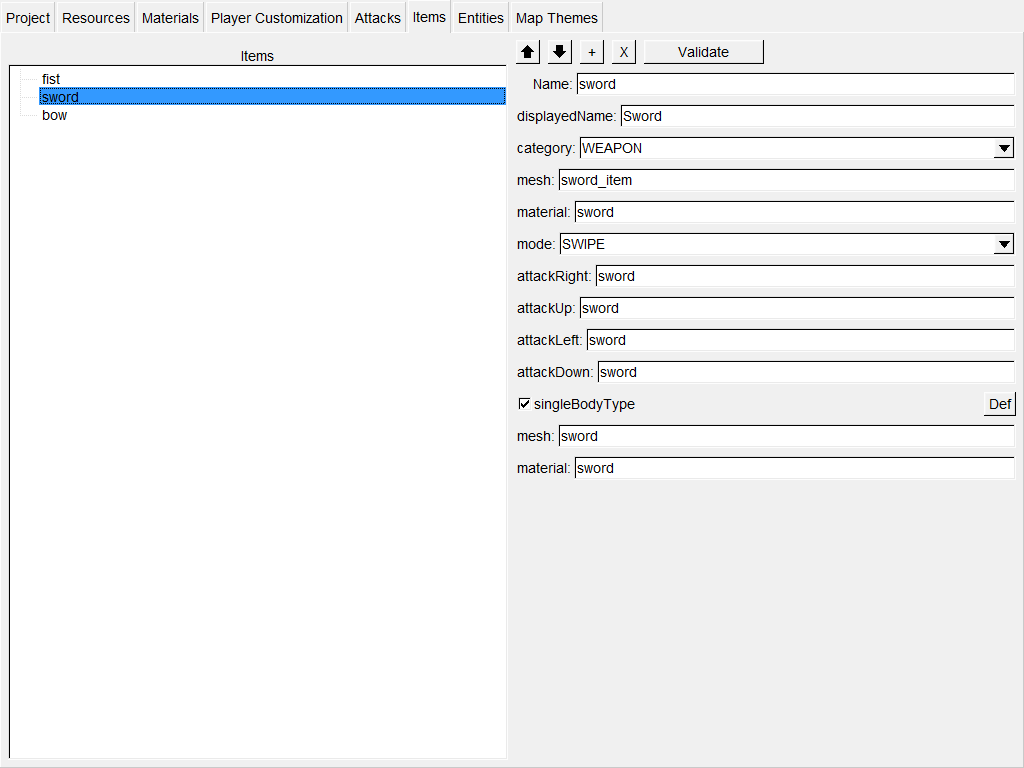 Project Resources Materials Player Customization Attacks Items Entities Map Themes
Items
fist
sword
bow
+ X Validate
Name: sword
displayedName: Sword
category: WEAPON
mesh: sword_item
material: sword
mode: SWIPE
attackRight: sword
attackUp: sword
attackLeft: sword
attackDown: sword
singleBodyType Def
mesh: sword
material: sword